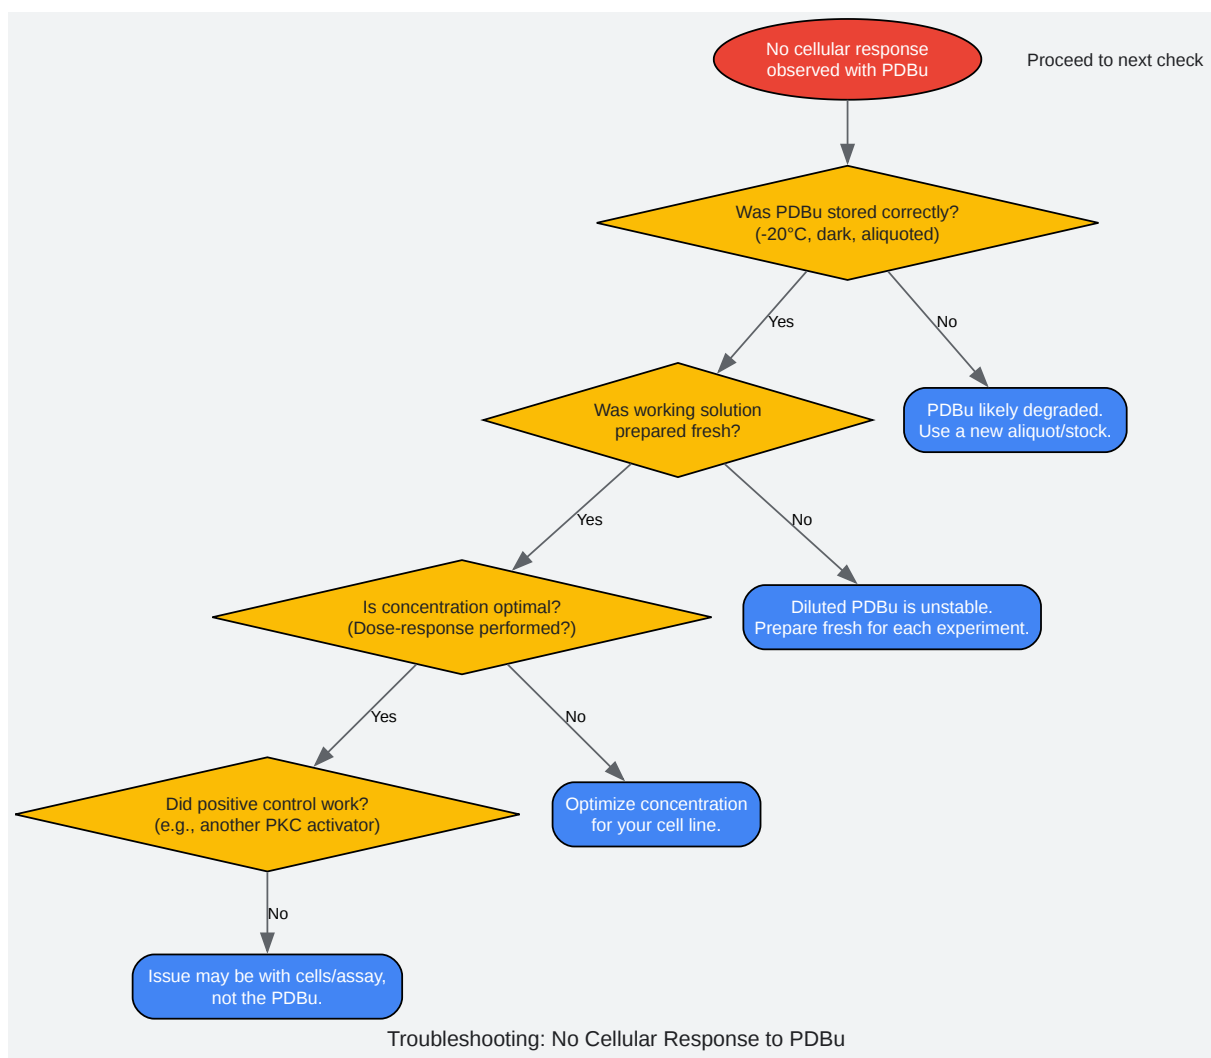 No cellular response
observed with PDBu
Proceed to next check
Was PDBu stored correctly?
(-20°C, dark, aliquoted)
Yes
No
Was working solution
prepared fresh?
PDBu likely degraded.
Use a new aliquot/stock.
Yes
No
Is concentration optimal?
(Dose-response performed?)
Diluted PDBu is unstable.
Prepare fresh for each experiment.
Yes
No
Did positive control work?
(e.g., another PKC activator)
Optimize concentration
for your cell line.
No
Issue may be with cells/assay,
not the PDBu.
Troubleshooting: No Cellular Response to PDBu